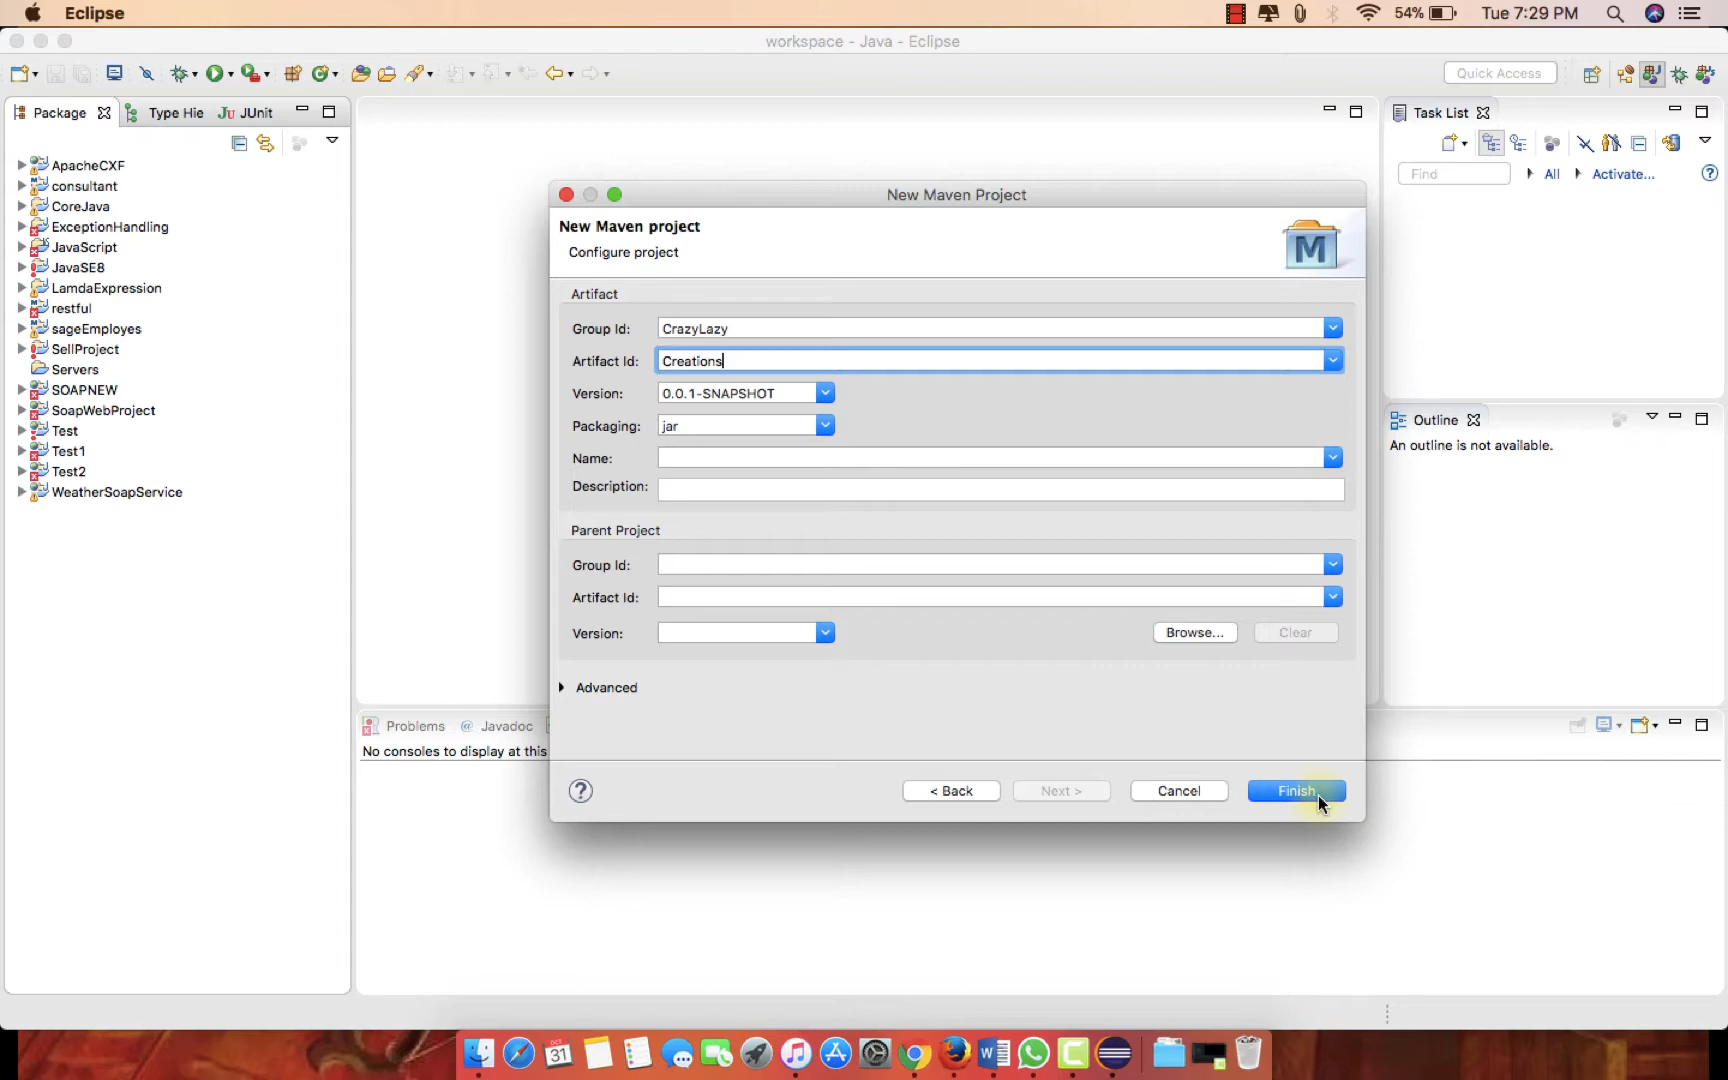 Eclipse
54%
Tue 7:29 PM
workspace - Java - Eclipse
Quick Access
Package
Type Hie
JUnit
Task List
ApacheCXF
consultant
CoreJava
ExceptionHandling
JavaScript
JavaSE8
LamdaExpression
restful
sageEmployes
SellProject
Servers
SOAPNEW
SoapWebProject
Test
Test1
Test2
WeatherSoapService
Find
All
Activate...
Outline
An outline is not available.
New Maven Project
New Maven project
Configure project
M
Artifact
Group Id: CrazyLazy
Artifact Id: Creations
Version: 0.0.1-SNAPSHOT
Packaging: jar
Name:
Description:
Parent Project
Group Id:
Artifact Id:
Version:
Browse...
Clear
Advanced
?
< Back
Next >
Cancel
Finish
Problems
@ Javadoc
No consoles to display at this
OCT
31